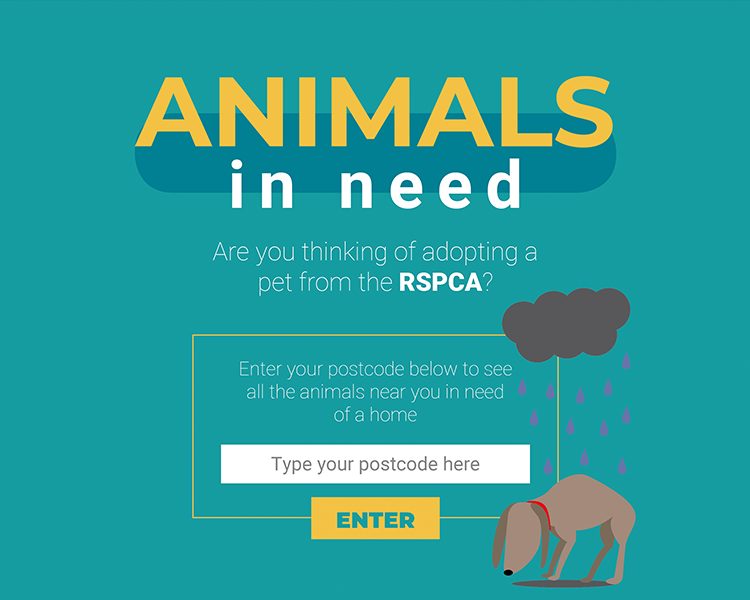 ANIMALS
in need
Are you thinking of adopting a
pet from the RSPCA?
Enter your postcode below to see
all the animals near you in need
of a home
Type your postcode here
ENTER